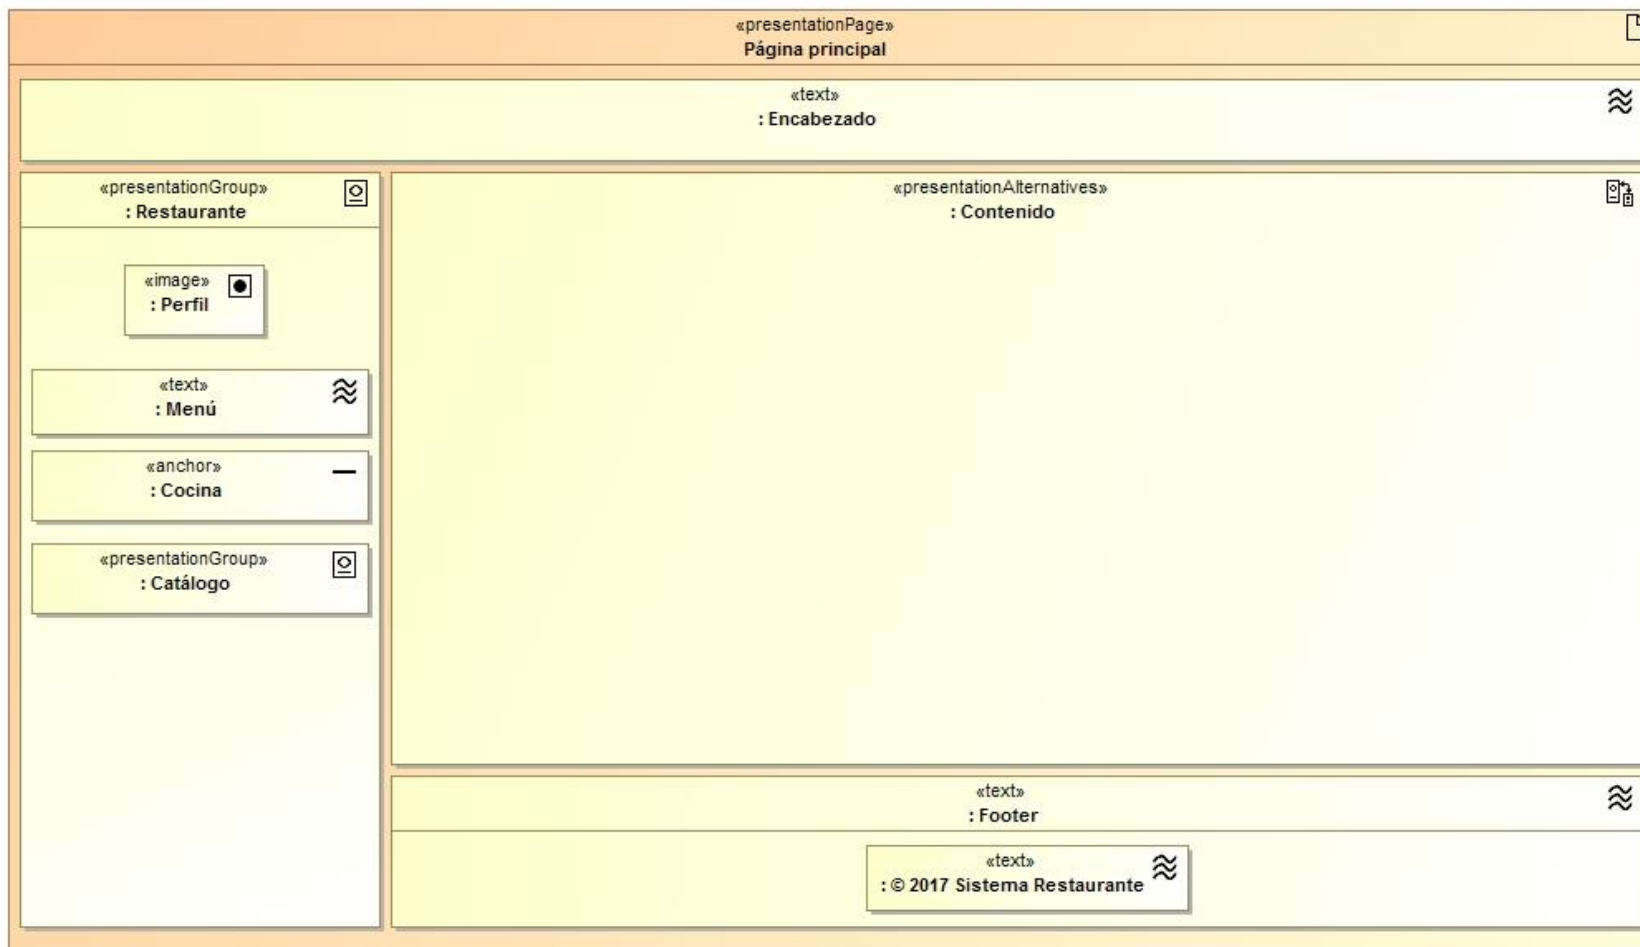 «presentationPage»
Página principal
«text»
: Encabezado
«presentationGroup»
: Restaurante
«image»
: Perfil
«text»
: Menú
«anchor»
: Cocina
«presentationGroup»
: Catálogo
«presentationAlternatives»
: Contenido
«text»
: Footer
«text»
: © 2017 Sistema Restaurante